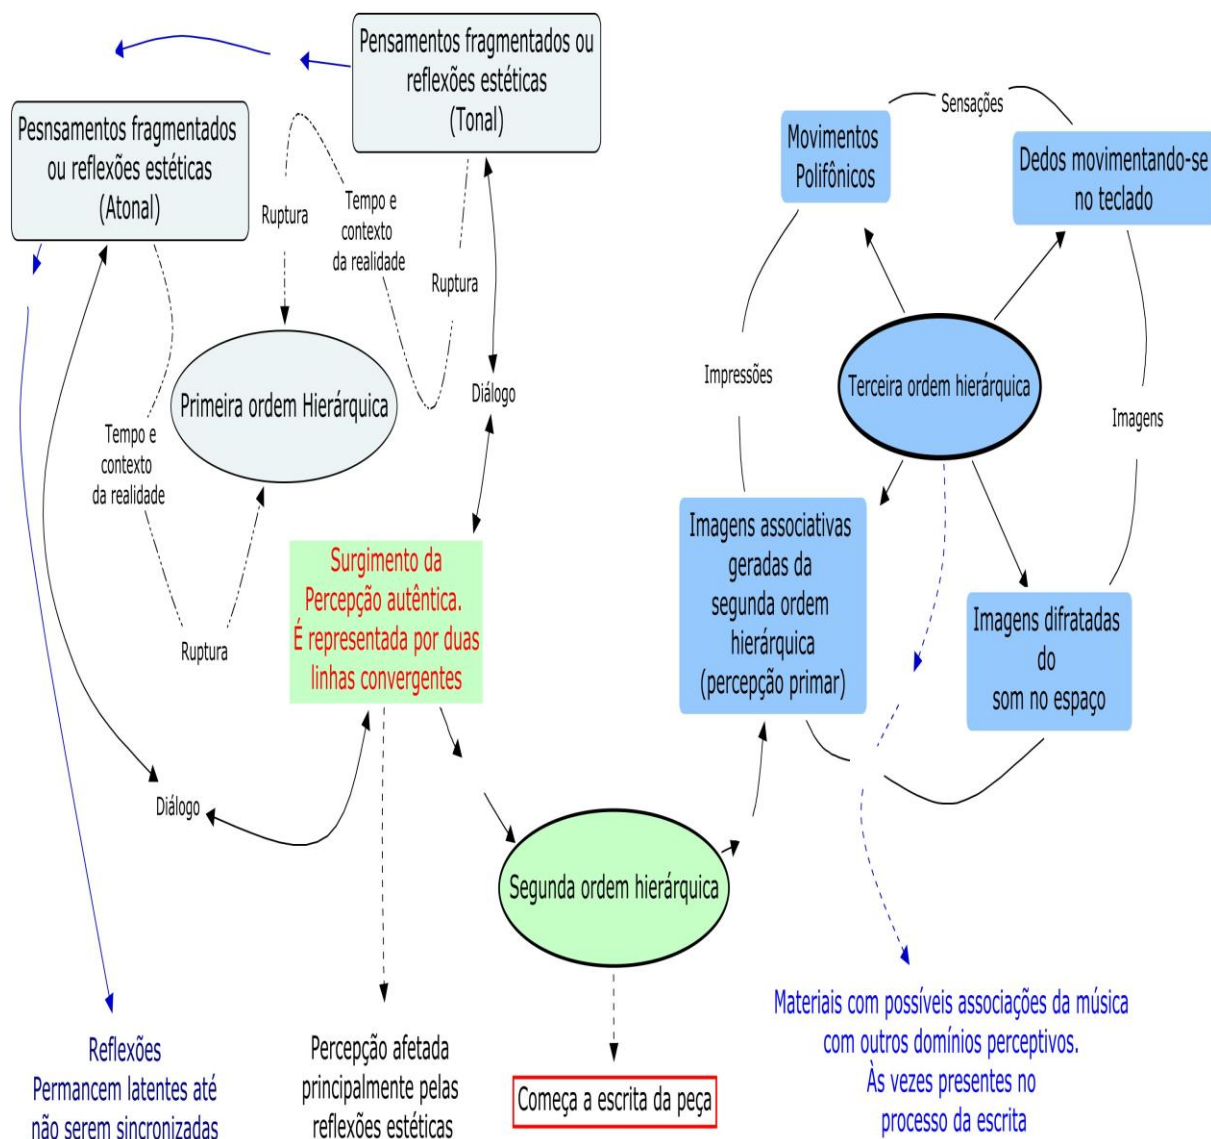 Pensamentos fragmentados ou
reflexões estéticas
(Tonal)
Pesnsamentos fragmentados
ou reflexões estéticas
(Atonal)
Ruptura
Tempo e
contexto
da realidade
Ruptura
Diálogo
Primeira ordem Hierárquica
Tempo e
contexto
da realidade
Ruptura
Diálogo
Surgimento da
Percepção autêntica.
É representada por duas
linhas convergentes
Segunda ordem hierárquica
Sensações
Movimentos
Polifônicos
Dedos movimentando-se
no teclado
Impressões
Terceira ordem hierárquica
Imagens
Imagens associativas
geradas da
segunda ordem
hierárquica
(percepção primar)
Imagens difratadas
do
som no espaço
Reflexões
Permancem latentes até
não serem sincronizadas
Percepção afetada
principalmente pelas
reflexões estéticas
Começa a escrita da peça
Materiais com possíveis associações da música
com outros domínios perceptivos.
Às vezes presentes no
processo da escrita